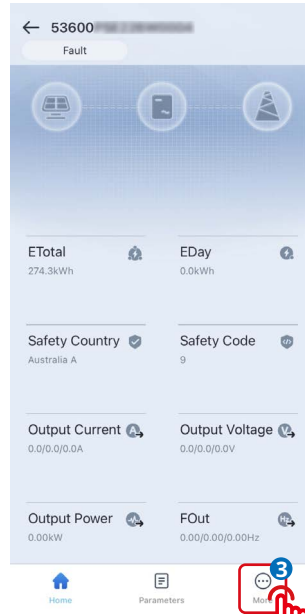 ← 53600
Fault
ETotal
274.3kWh
EDay
0.0kWh
Safety Country
Australia A
Safety Code
9
Output Current
0.0/0.0/0.0A
Output Voltage
0.0/0.0/0.0V
Output Power
0.00kW
FOut
0.00/0.00/0.00Hz
3
Home
Parameters
More